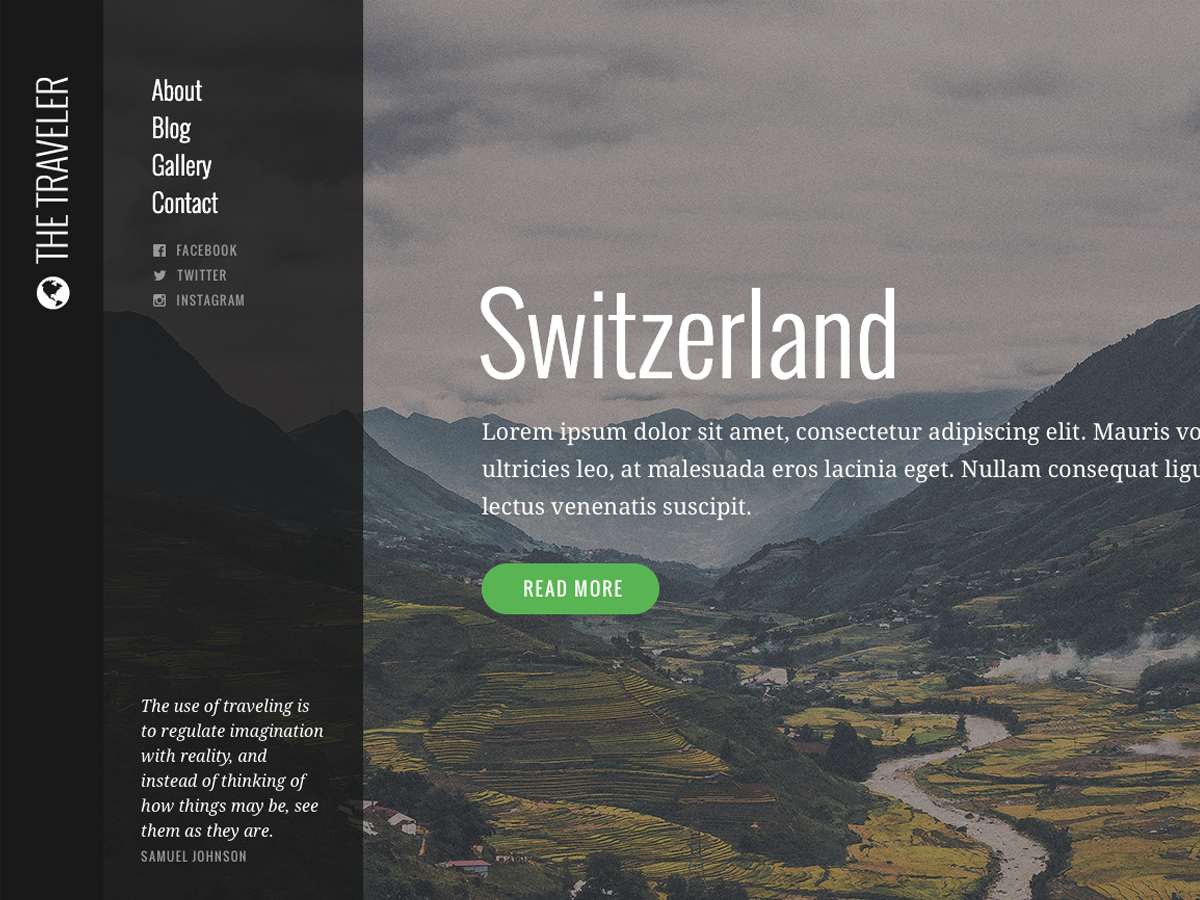 THE TRAVELER
About
Blog
Gallery
Contact
FACEBOOK
TWITTER
INSTAGRAM
Switzerland
Lorem ipsum dolor sit amet, consectetur adipiscing elit. Mauris vo
ultricies leo, at malesuada eros lacinia eget. Nullam consequat ligu
lectus venenatis suscipit.
READ MORE
The use of traveling is
to regulate imagination
with reality, and
instead of thinking of
how things may be, see
them as they are.
SAMUEL JOHNSON